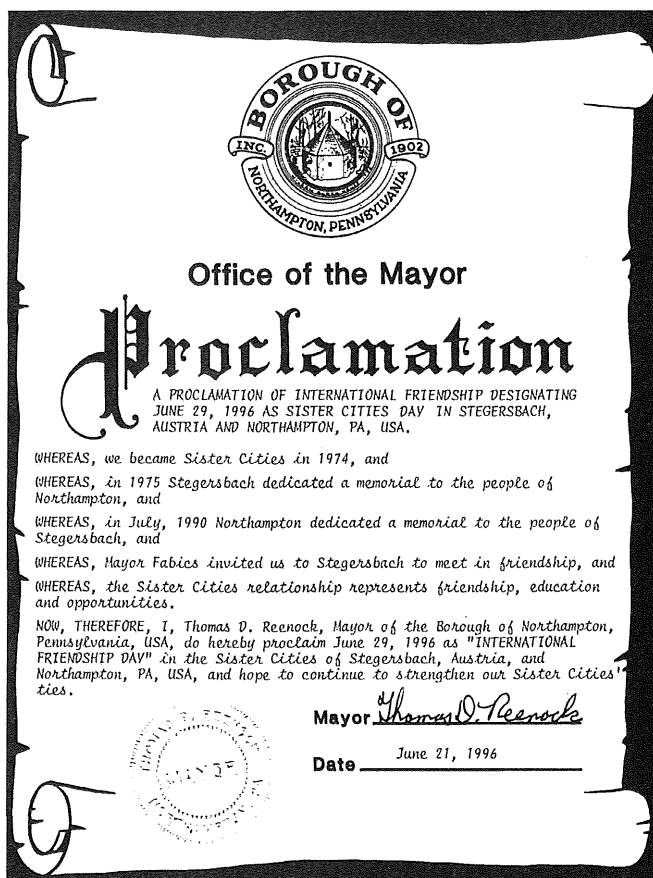 BOROUGH OF
INC. 1902
NORTHAMPTON, PENNSYLVANIA
Office of the Mayor
Proclamation
A PROCLAMATION OF INTERNATIONAL FRIENDSHIP DESIGNATING
JUNE 29, 1996 AS SISTER CITIES DAY IN STEGERSBACH,
AUSTRIA AND NORTHAMPTON, PA, USA.
WHEREAS, we became Sister Cities in 1974, and
WHEREAS, in 1975 Stegersbach dedicated a memorial to the people of
Northampton, and
WHEREAS, in July, 1990 Northampton dedicated a memorial to the people of
Stegersbach, and
WHEREAS, Mayor Fabics invited us to Stegersbach to meet in friendship, and
WHEREAS, the Sister Cities relationship represents friendship, education
and opportunities.
NOW, THEREFORE, I, Thomas D. Reenock, Mayor of the Borough of Northampton,
Pennsylvania, USA, do hereby proclaim June 29, 1996 as "INTERNATIONAL
FRIENDSHIP DAY" in the Sister Cities of Stegersbach, Austria, and
Northampton, PA, USA, and hope to continue to strengthen our Sister Cities'
ties.
Mayor Thomas D. Reenock
Date June 21, 1996
MAYOR